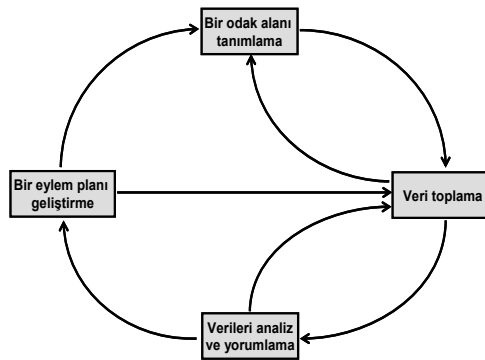 Bir odak alanı
tanımlama
Bir eylem planı
geliştirme
Veri toplama
Verileri analiz
ve yorumlama